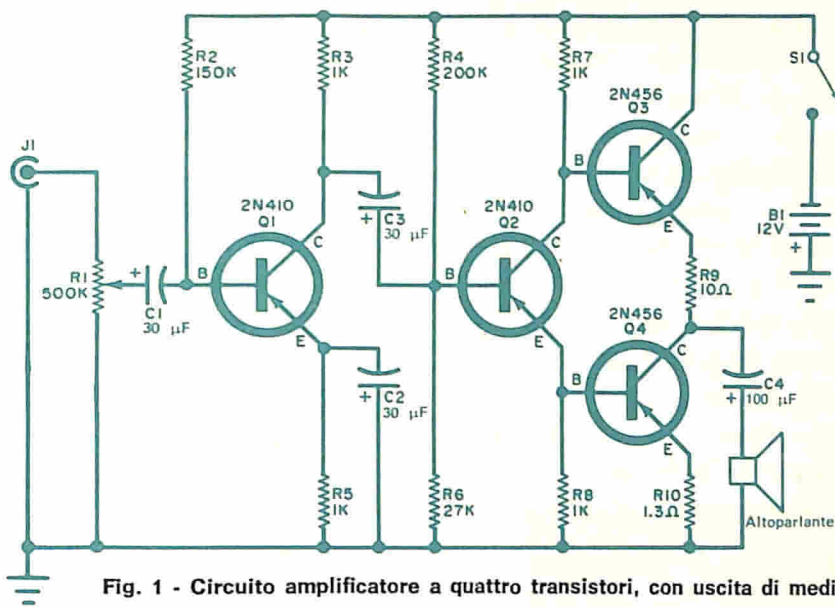 R2
150K
R3
1K
R4
200K
R7
1K
S1
2N456
Q3
C
B
E
J1
2N410
Q1
C
B
E
+
C3
30 µF
2N410
Q2
C
B
E
B1
12V
+
R1
500K
+
C1
30 µF
R9
10Ω
2N456
Q4
C
B
E
+
C2
30 µF
C4
+
100 µF
R5
1K
R6
27K
R8
1K
R10
1.3Ω
Altoparlante
Fig. 1 - Circuito amplificatore a quattro transistori, con uscita di medi